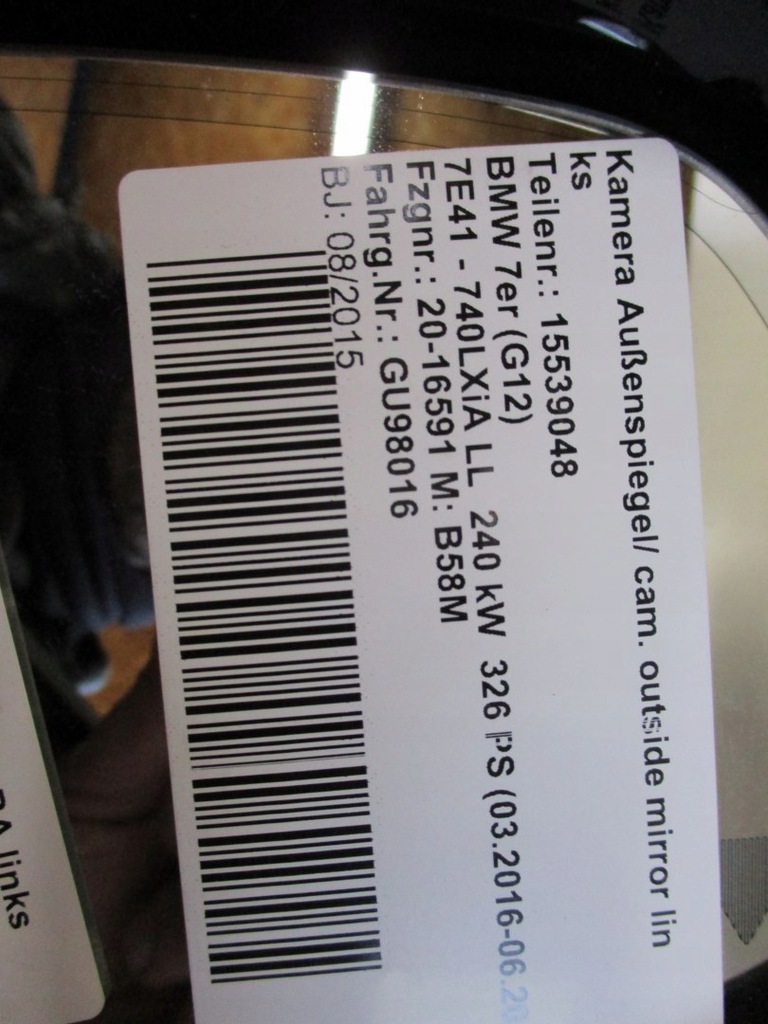 Kamera Außenspiegel/ cam. outside mirror lin
ks
Teilenr.: 15539048
BMW 7er (G12)
7E41 - 740LXiA LL 240 kW 326 PS (03.2016-06.20
Fzgnr.: 20-16591 M: B58M
Fahrg.Nr.: GU98016
BJ: 08/2015
links